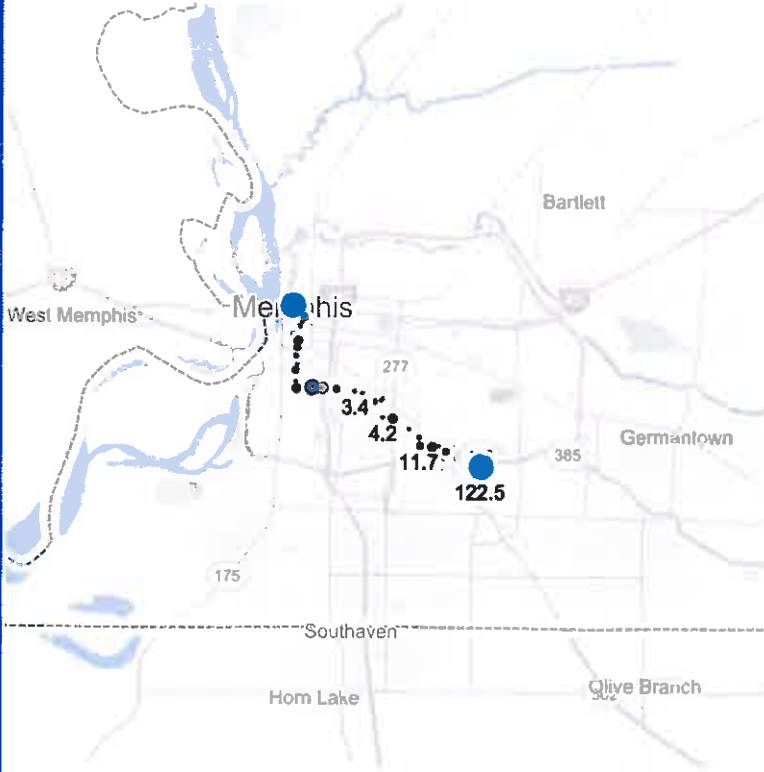 Bartlett
Memphis
West Memphis
277
3.4
4.2
Germantown
385
11.7
122.5
175
Southaven
Horn Lake
Olive Branch